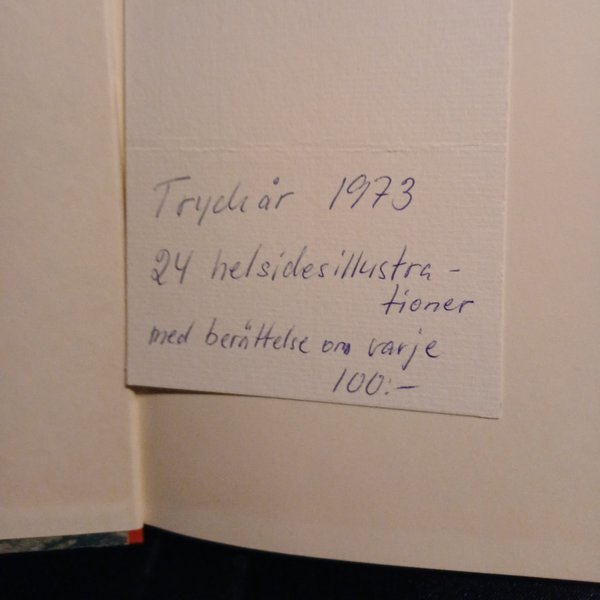 Tryckår 1973
24 helsidesillustra-
tioner
med berättelse om varje
100:-